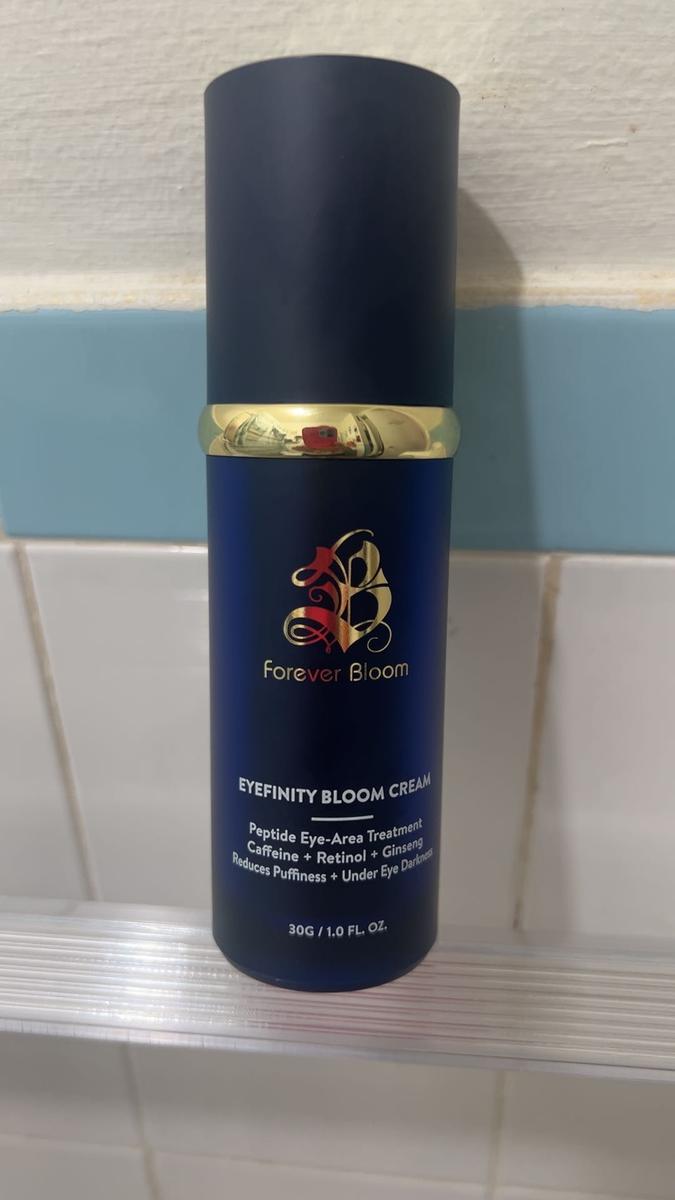 B
Forever Bloom
EYEFINITY BLOOM CREAM
Peptide Eye-Area Treatment
Caffeine + Retinol + Ginseng
Reduces Puffiness + Under Eye Darkness
30G / 1.0 FL. OZ.